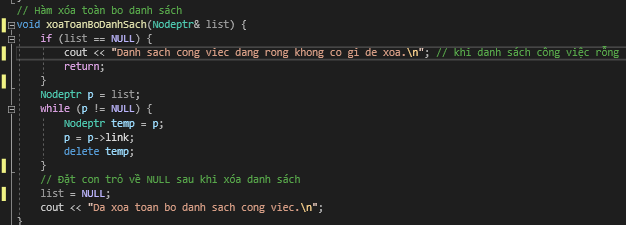 // Hàm xóa toàn bo danh sách
void xoaToanBoDanhSach(Nodeptr& list) {
if (list == NULL) {
cout << "Danh sach cong viec dang rong khong co gi de xoa.\n"; // khi danh sách công việc rỗng
return;
}
Nodeptr p = list;
while (p != NULL) {
Nodeptr temp = p;
p = p->link;
delete temp;
}
// Đặt con trỏ về NULL sau khi xóa danh sách
list = NULL;
cout << "Da xoa toan bo danh sach cong viec.\n";
}